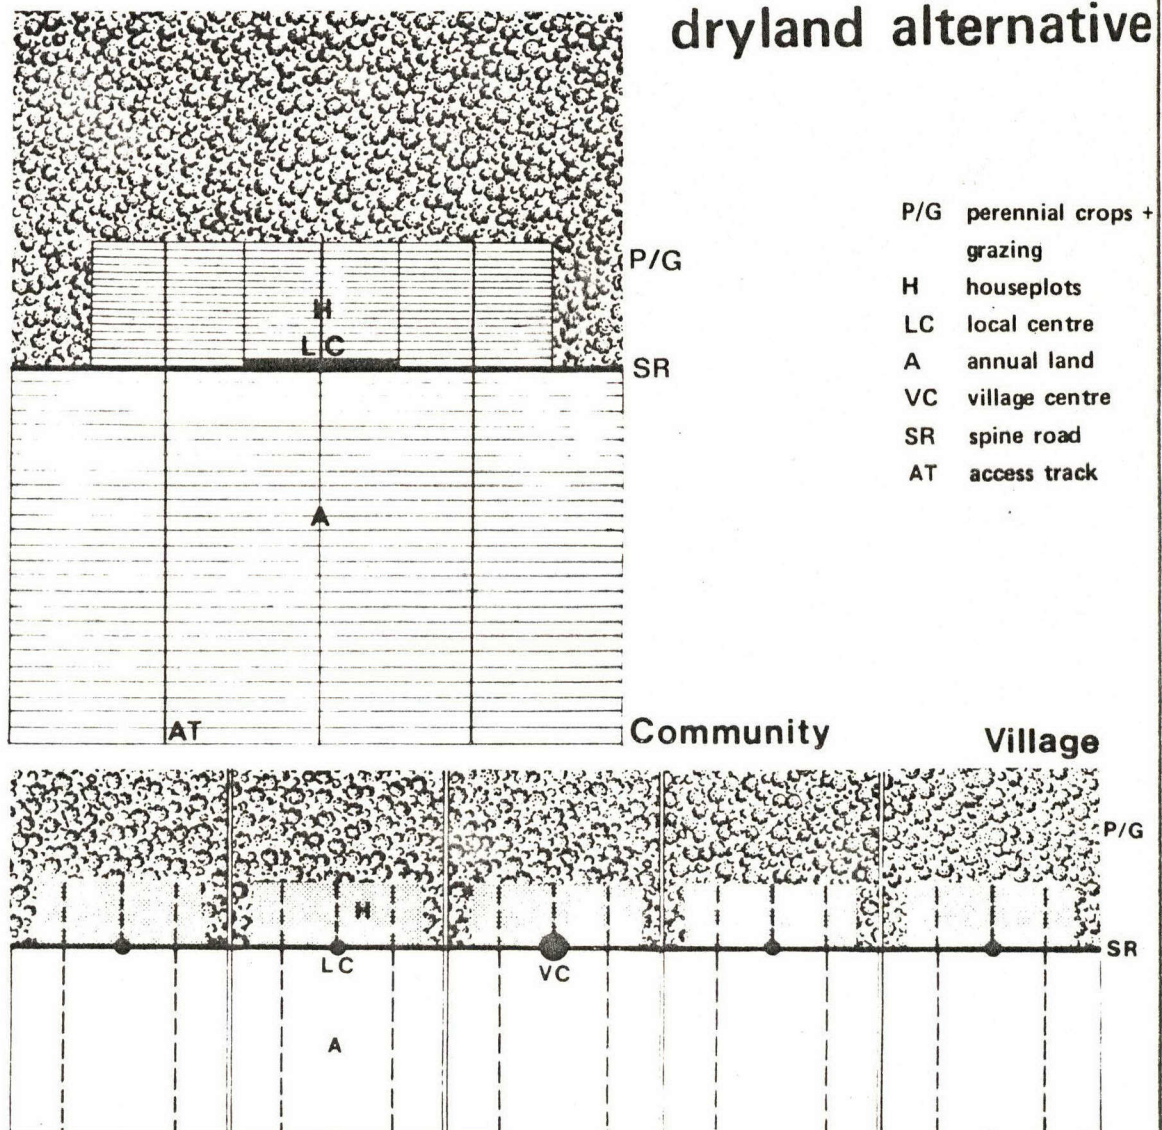 dryland alternative
P/G perennial crops +
grazing
H houseplots
LC local centre
A annual land
VC village centre
SR spine road
AT access track
P/G
H
LC
SR
A
AT
Community
Village
P/G
H
SR
LC
VC
A